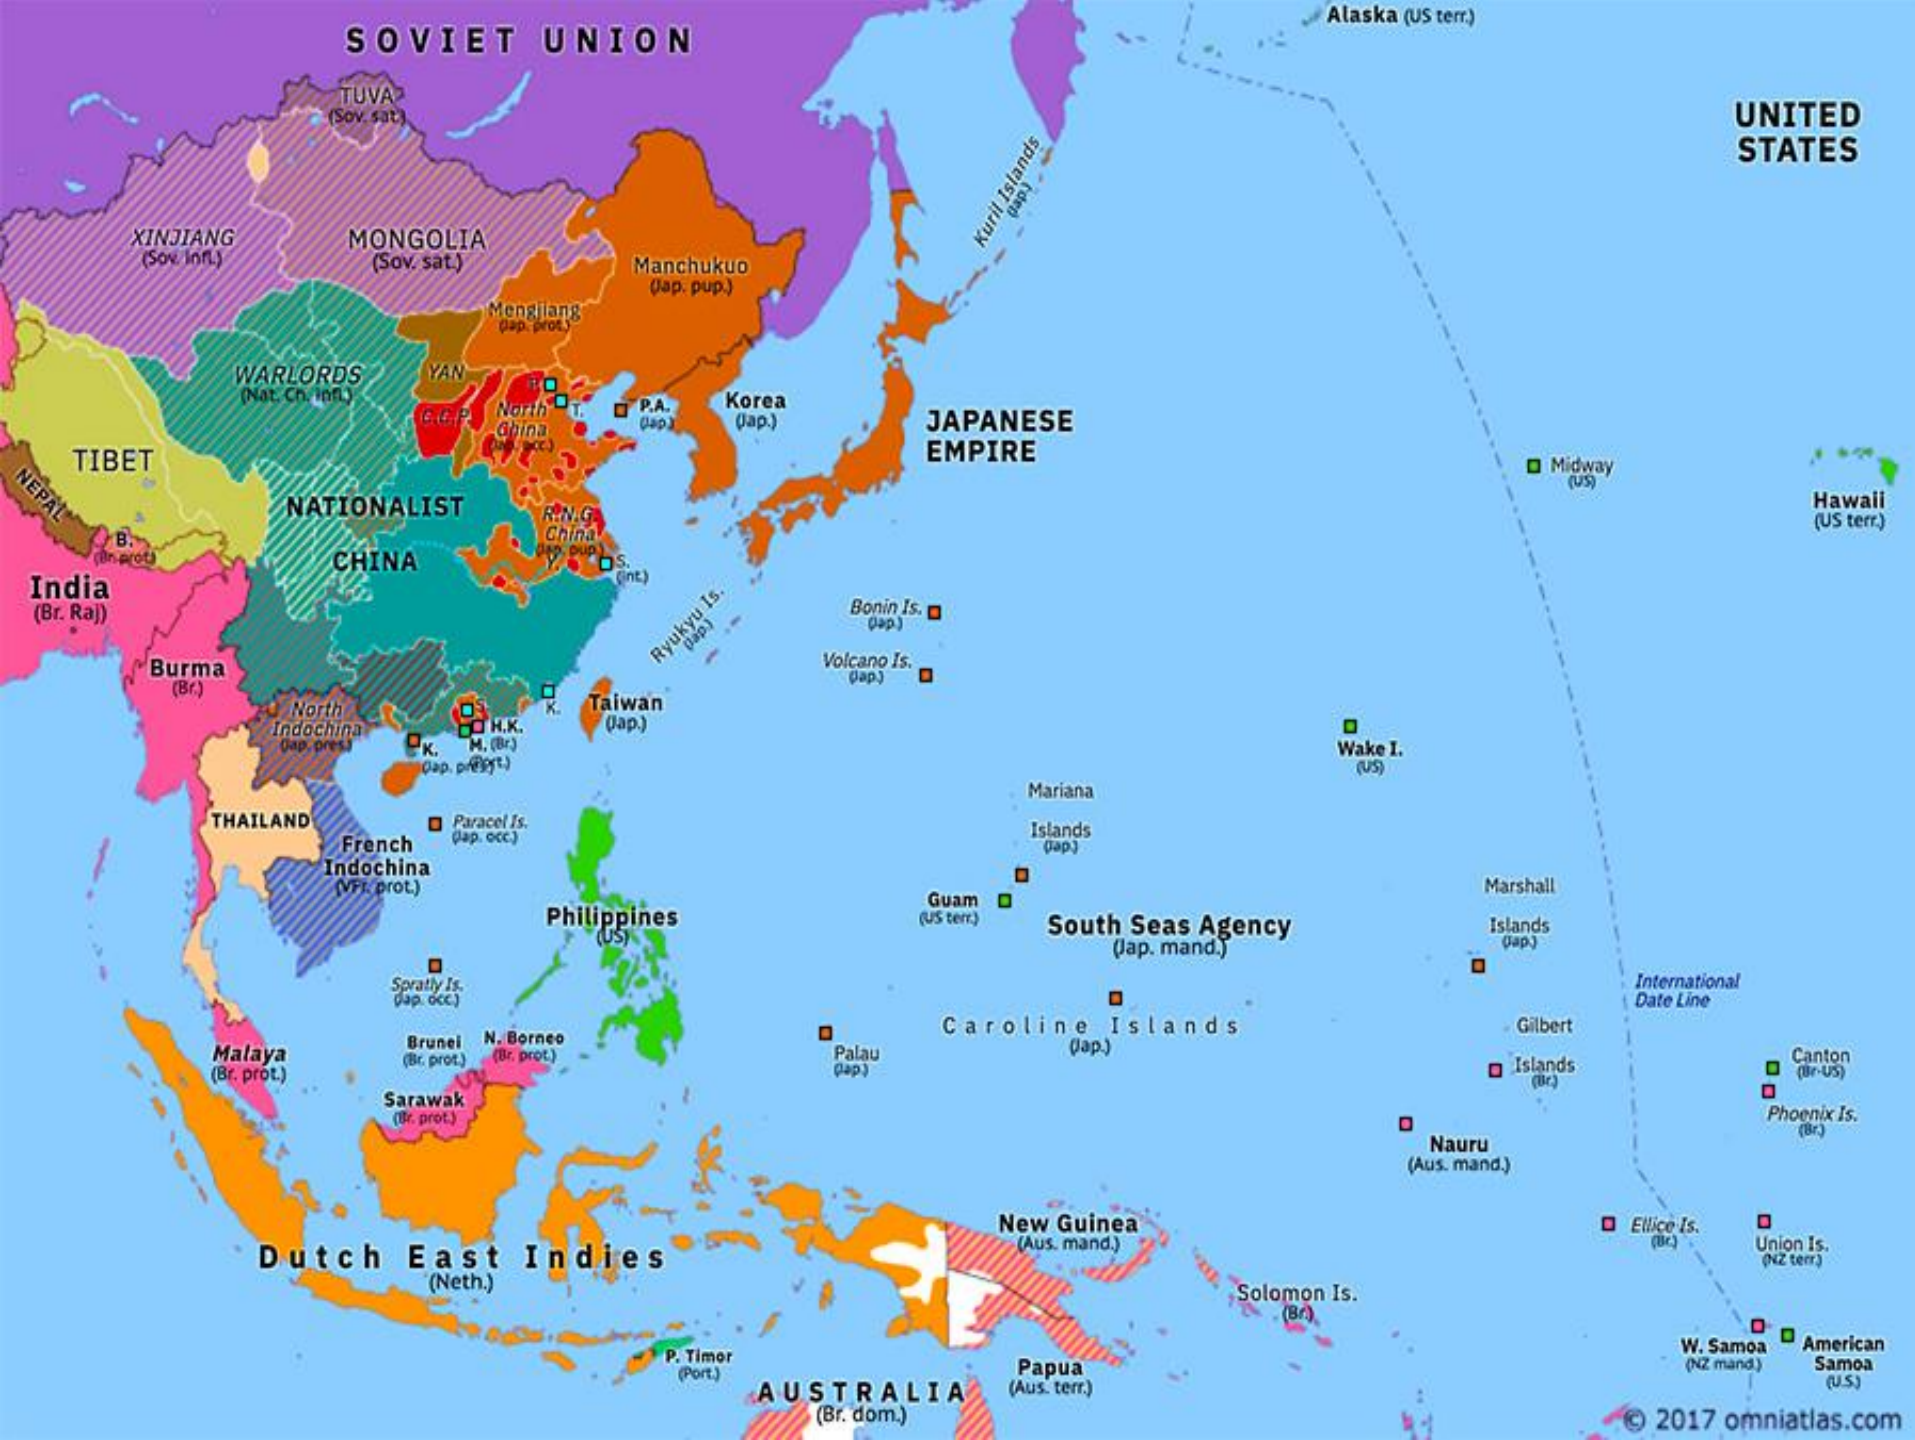 Alaska (US terr.)
SOVIET UNION
UNITED
STATES
TUVA
(Sov. sat.)
Kuril Islands
(Jap.)
XINJIANG
(Sov. infl.)
MONGOLIA
(Sov. sat.)
Manchukuo
(Jap. pup.)
Mengjiang
(Jap. prot.)
WARLORDS
(Nat. Ch. infl.)
YAN
C.C.P.
North
China
(Jap. acc.)
T.
P.A.
(Jap.)
Korea
(Jap.)
JAPANESE
EMPIRE
TIBET
NEPAL
B.
(Br. prot.)
Midway
(US)
Hawaii
(US terr.)
NATIONALIST
CHINA
R.N.G.
China
(Jap. pup.)
Y.
S.
(int.)
India
(Br. Raj)
Burma
(Br.)
Ryukyu Is.
(Jap.)
Bonin Is.
(Jap.)
Volcano Is.
(Jap.)
Taiwan
(Jap.)
K.
North
Indochina
(Jap. pres.)
S.
H.K.
(Br.)
M.
(Port.)
K.
(Jap. pres.)
Wake I.
(US)
THAILAND
Paracel Is.
(Jap. occ.)
French
Indochina
(VFr. prot.)
Mariana
Islands
(Jap.)
Guam
(US terr.)
Philippines
(US)
South Seas Agency
(Jap. mand.)
Marshall
Islands
(Jap.)
Spratly Is.
(Jap. occ.)
International
Date Line
Caroline Islands
(Jap.)
Palau
(Jap.)
Gilbert
Islands
(Br.)
Canton
(Br-US)
Phoenix Is.
(Br.)
Malaya
(Br. prot.)
Brunei
(Br. prot.)
N. Borneo
(Br. prot.)
Sarawak
(Br. prot.)
Nauru
(Aus. mand.)
Dutch East Indies
(Neth.)
New Guinea
(Aus. mand.)
Ellice Is.
(Br.)
Union Is.
(NZ terr.)
Solomon Is.
(Br.)
P. Timor
(Port.)
Papua
(Aus. terr.)
W. Samoa
(NZ mand.)
American
Samoa
(U.S.)
AUSTRALIA
(Br. dom.)
© 2017 omniatlas.com